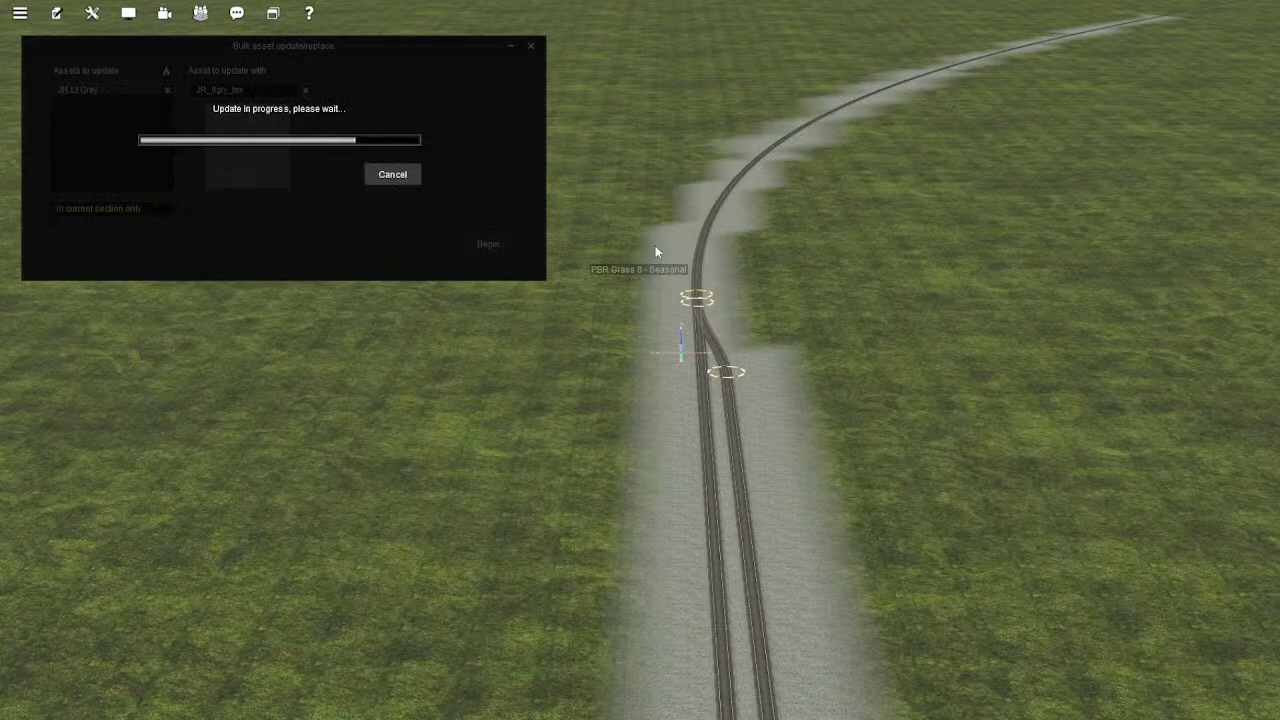 ?
Bulk asset update/replace
Assets to update
Asset to update with
JR Lt Grey
JR_ltgry_tex
Update in progress, please wait...
Cancel
In current section only
Begin...
PBR Grass 8 - Seasonal